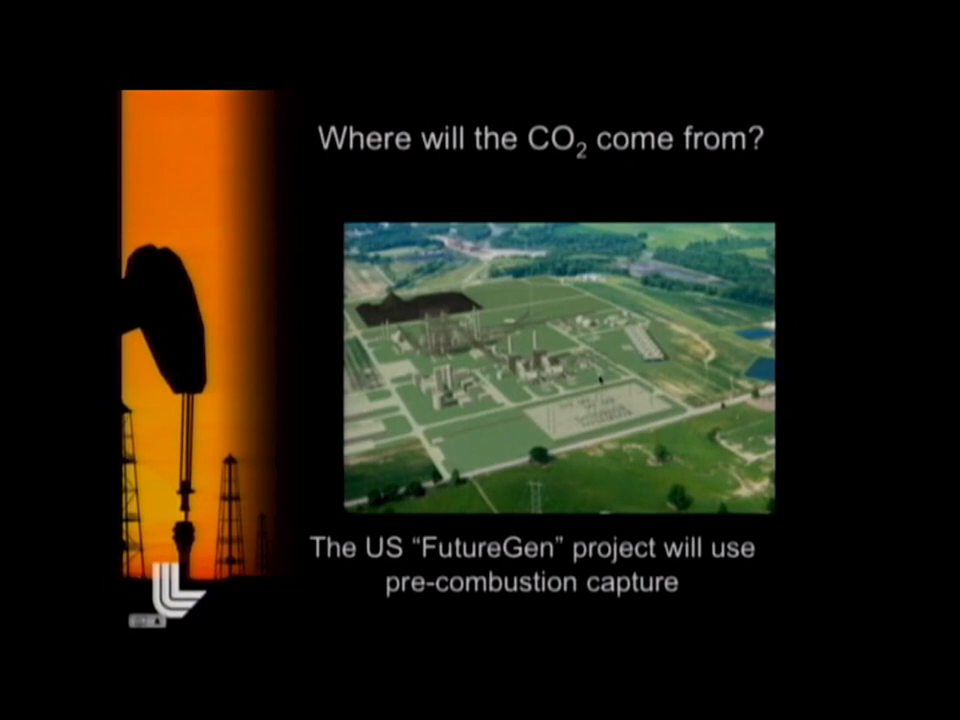 Where will the CO₂ come from?
The US “FutureGen” project will use
pre-combustion capture